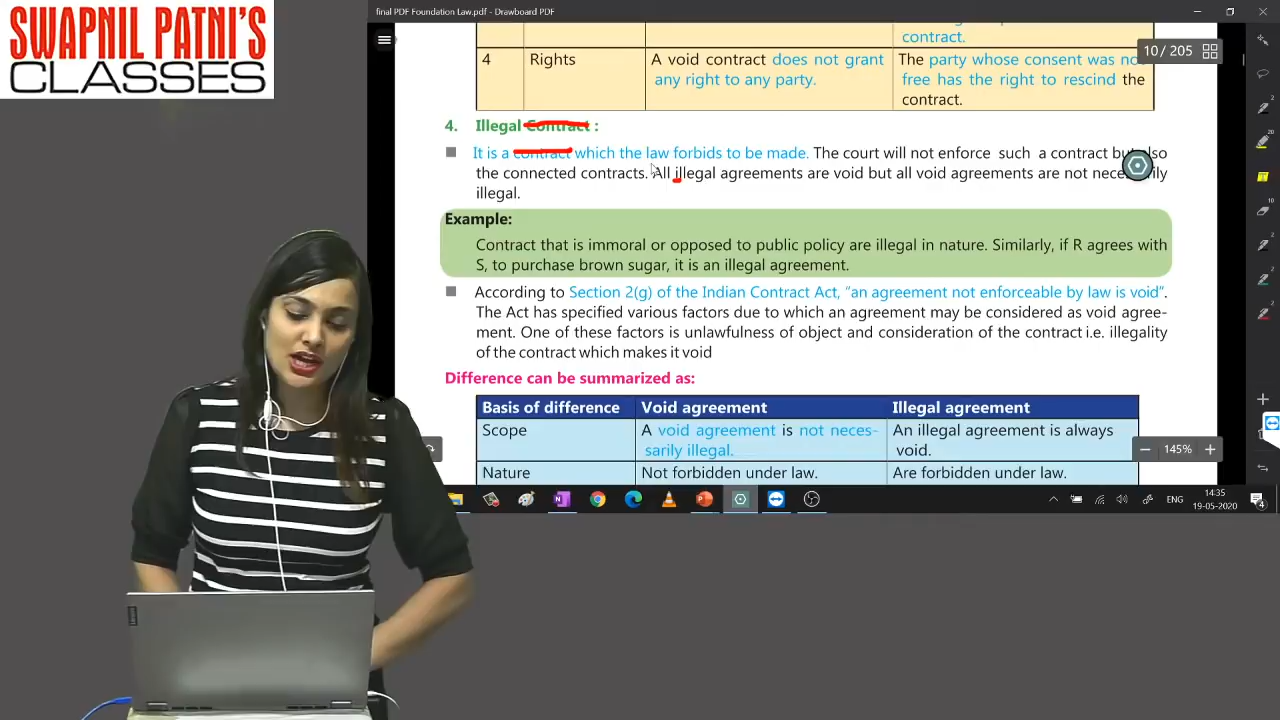 SWAPNIL PATNI'S
CLASSES
final PDF Foundation Law.pdf - Drawboard PDF
10 / 205
contract.
4 Rights A void contract does not grant any right to any party. The party whose consent was not free has the right to rescind the contract.
4. Illegal Contract :
It is a contract which the law forbids to be made. The court will not enforce such a contract but also
the connected contracts. All illegal agreements are void but all void agreements are not necessarily
illegal.
Example:
Contract that is immoral or opposed to public policy are illegal in nature. Similarly, if R agrees with
S, to purchase brown sugar, it is an illegal agreement.
According to Section 2(g) of the Indian Contract Act, “an agreement not enforceable by law is void”.
The Act has specified various factors due to which an agreement may be considered as void agree-
ment. One of these factors is unlawfulness of object and consideration of the contract i.e. illegality
of the contract which makes it void
Difference can be summarized as:
Basis of difference Void agreement Illegal agreement
Scope A void agreement is not neces-sarily illegal. An illegal agreement is always void.
Nature Not forbidden under law. Are forbidden under law.
145%
ENG
14:35
19-05-2020